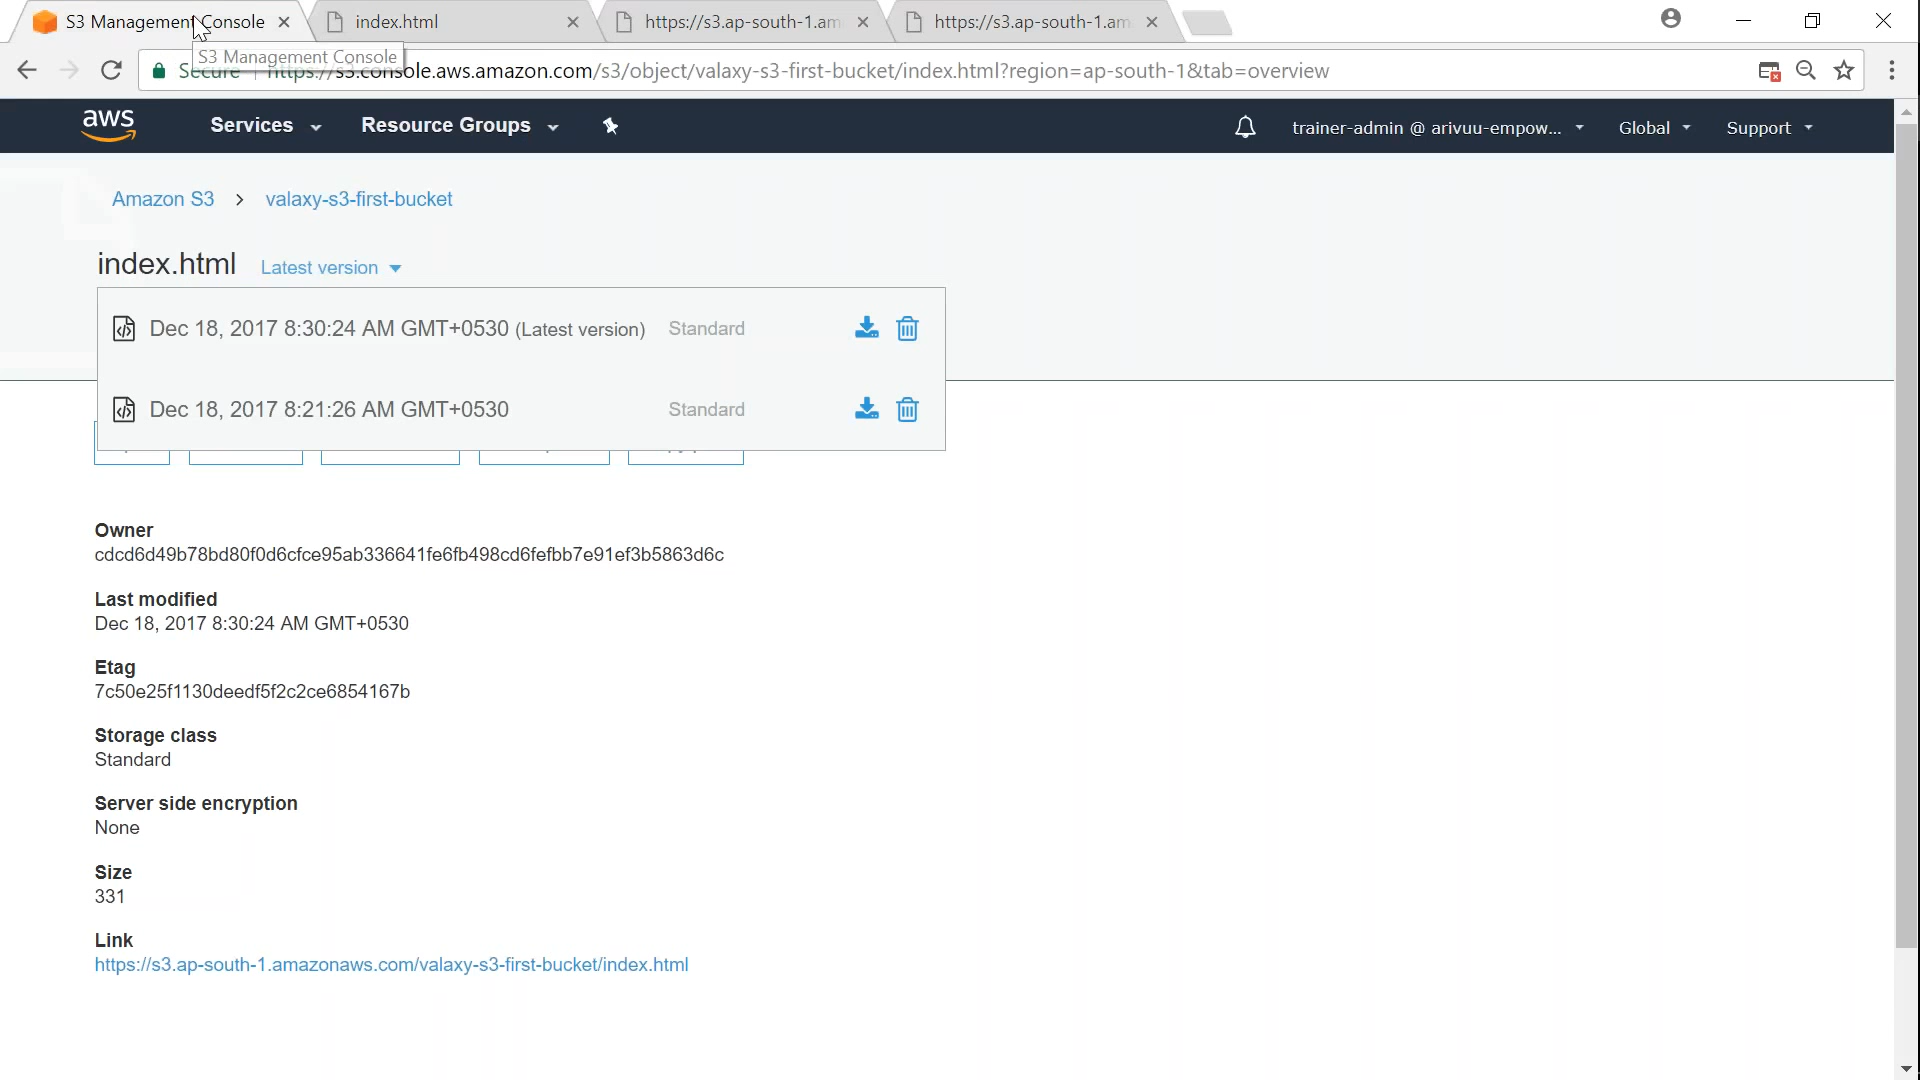 S3 Management Console
index.html
https://s3.ap-south-1.am
https://s3.ap-south-1.am
S3 Management Console
Secure https://s3.console.aws.amazon.com/s3/object/valaxy-s3-first-bucket/index.html?region=ap-south-1&tab=overview
aws
Services
Resource Groups
trainer-admin @ arivuu-empow...
Global
Support
Amazon S3 > valaxy-s3-first-bucket
index.html
Latest version
Dec 18, 2017 8:30:24 AM GMT+0530 (Latest version) Standard
Dec 18, 2017 8:21:26 AM GMT+0530 Standard
Owner
cdcd6d49b78bd80f0d6cfce95ab336641fe6fb498cd6fefbb7e91ef3b5863d6c
Last modified
Dec 18, 2017 8:30:24 AM GMT+0530
Etag
7c50e25f1130deedf5f2c2ce6854167b
Storage class
Standard
Server side encryption
None
Size
331
Link
https://s3.ap-south-1.amazonaws.com/valaxy-s3-first-bucket/index.html